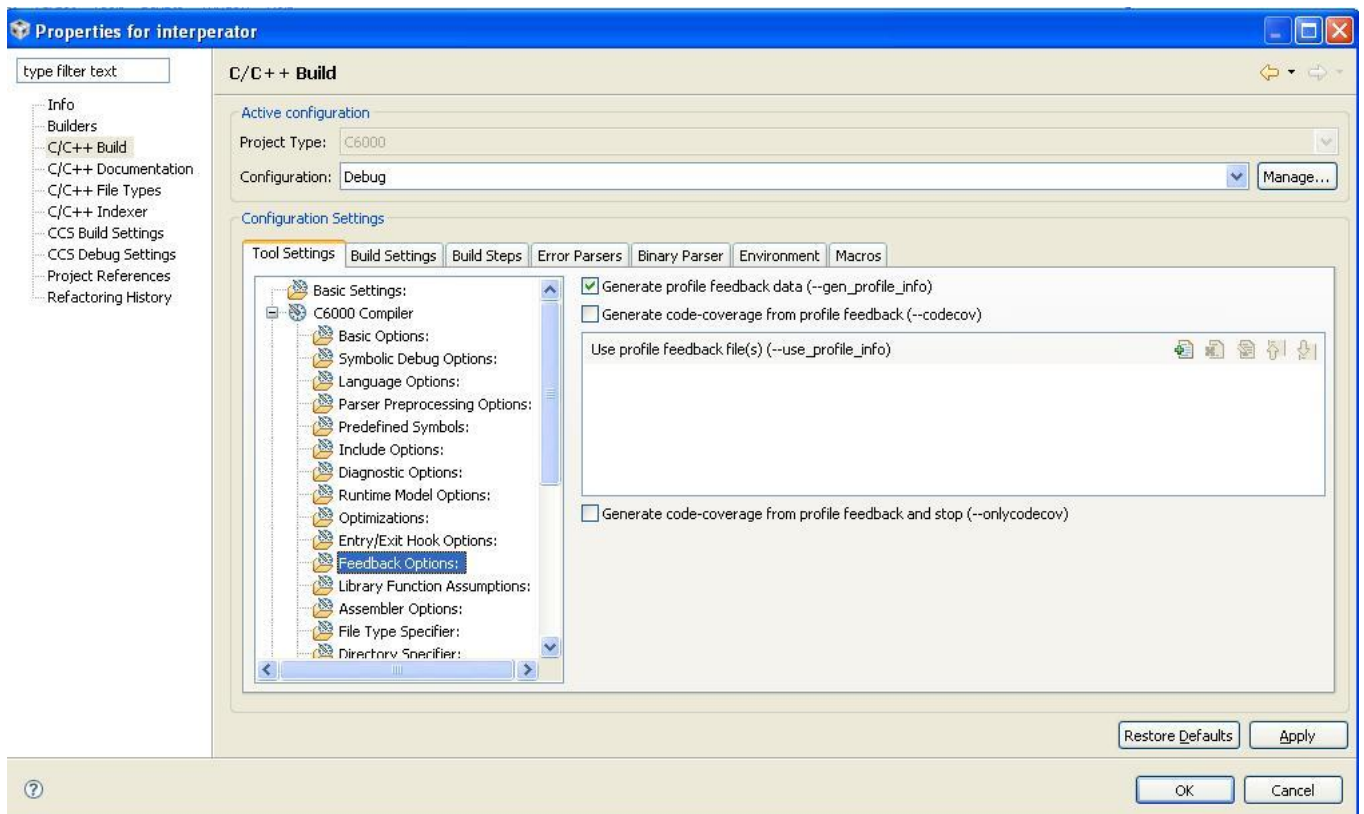 Properties for interperator
type filter text
Info
Builders
C/C++ Build
C/C++ Documentation
C/C++ File Types
C/C++ Indexer
CCS Build Settings
CCS Debug Settings
Project References
Refactoring History
C/C++ Build
Active configuration
Project Type: C6000
Configuration: Debug Manage...
Configuration Settings
Tool Settings Build Settings Build Steps Error Parsers Binary Parser Environment Macros
Basic Settings:
C6000 Compiler
Basic Options:
Symbolic Debug Options:
Language Options:
Parser Preprocessing Options:
Predefined Symbols:
Include Options:
Diagnostic Options:
Runtime Model Options:
Optimizations:
Entry/Exit Hook Options:
Feedback Options:
Library Function Assumptions:
Assembler Options:
File Type Specifier:
Directory Specifier:
Generate profile feedback data (--gen_profile_info)
Generate code-coverage from profile feedback (--codecov)
Use profile feedback file(s) (--use_profile_info)
Generate code-coverage from profile feedback and stop (--onlycodecov)
Restore Defaults Apply
OK Cancel